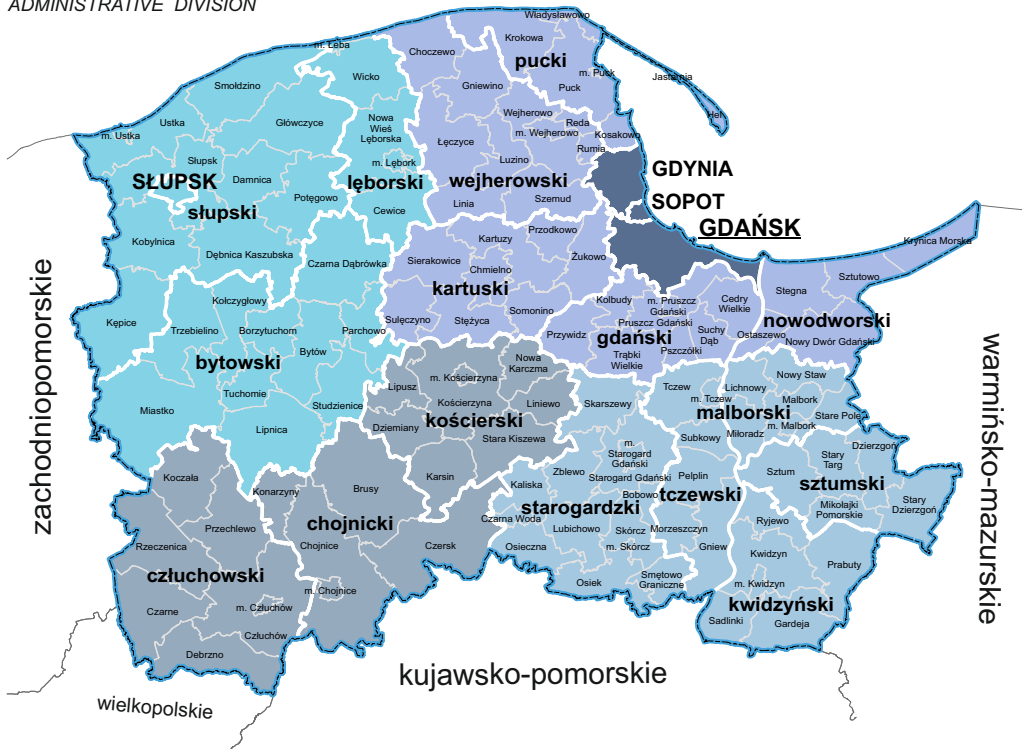 ADMINISTRATIVE DIVISION
Władysławowo
Krokowa
m. Łeba
Choczewo
pucki
Wicko
m. Puck
Jastarnia
Smołdzino
Gniewino
Puck
Hel
Ustka
Główczyce
Nowa
Wieś
Lęborska
Wejherowo
Reda
m. Ustka
m. Wejherowo
Kosakowo
Łęczyce
Rumia
Słupsk
m. Lębork
Luzino
GDYNIA
SŁUPSK
Damnica
lęborski
wejherowski
Potęgowo
Linia
Szemud
SOPOT
słupski
Cewice
GDAŃSK
Kobylnica
Przodkowo
Kartuzy
Krynica Morska
Dębnica Kaszubska
Czarna Dąbrówka
Sierakowice
Chmielno
Żukowo
Sztutowo
kartuski
Stegna
Kołczygłowy
Kolbudy
m. Pruszcz
Gdański
Cedry
Wielkie
Kępice
Trzebielino
Borzytuchom
Parchowo
Sulęczyno
Stężyca
Somonino
Przywidz
Pruszcz Gdański
Suchy
Dąb
Ostaszewo
nowodworski
gdański
Nowy Dwór Gdański
bytowski
Bytów
Trąbki
Wielkie
Pszczółki
Nowa
Karczma
Lipusz
m. Kościerzyna
Tczew
Lichnowy
Nowy Staw
Tuchomie
Kościerzyna
Liniewo
Skarszewy
m. Tczew
Malbork
Miastko
Studzienice
kościerski
malborski
Stare Pole
Dziemiany
Miłoradz
m. Malbork
Lipnica
Stara Kiszewa
Subkowy
Dzierzgoń
m.
Starogard
Gdański
Stary
Targ
Koczała
Karsin
Zblewo
Starogard Gdański
Pelplin
Sztum
sztumski
Konarzyny
Brusy
Kaliska
Bobowo
tczewski
Mikołajki
Pomorskie
Stary
Dzierzgoń
starogardzki
Przechlewo
chojnicki
Czarna Woda
Lubichowo
Skórcz
Morzeszczyn
Ryjewo
Rzeczenica
Chojnice
Czersk
Osieczna
m. Skórcz
Gniew
Kwidzyn
Prabuty
człuchowski
Osiek
Smętowo
Graniczne
m. Kwidzyn
m. Chojnice
kwidzyński
Czarne
m. Człuchów
Sadlinki
Gardeja
Człuchów
Debrzno
zachodniopomorskie
warmińsko-mazurskie
kujawsko-pomorskie
wielkopolskie